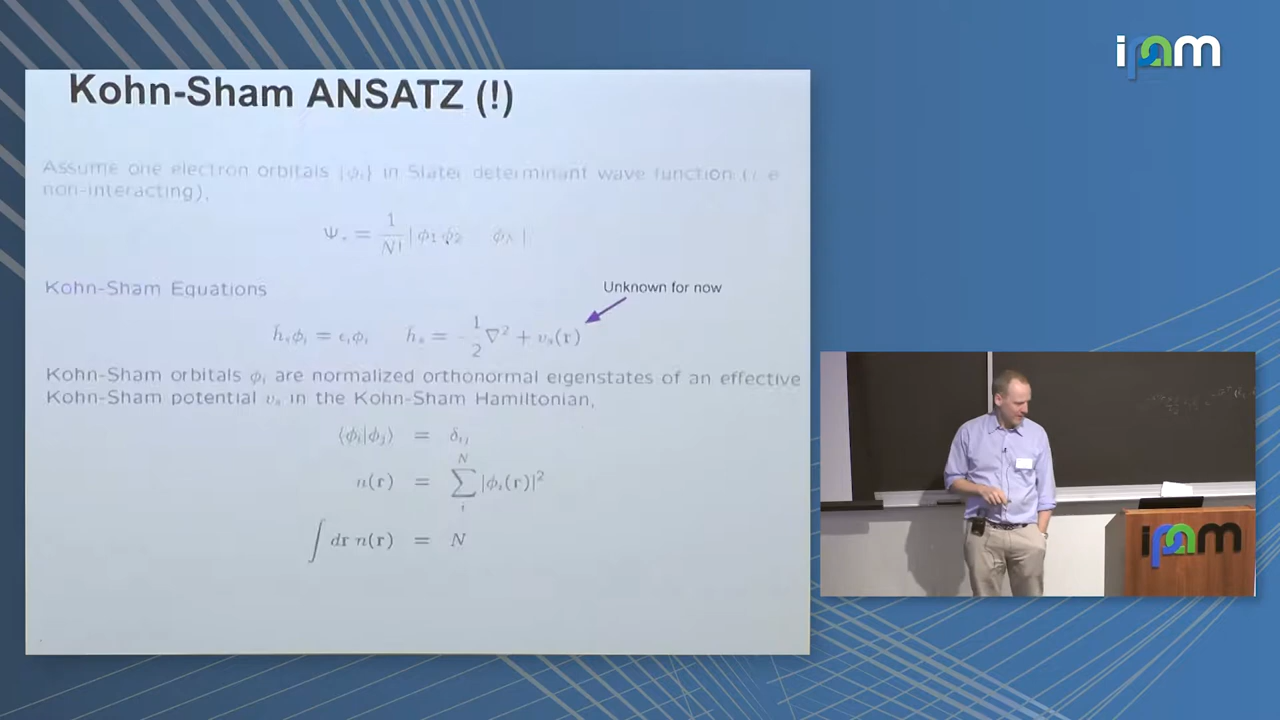 ipam
Kohn-Sham ANSATZ (!)
Assume one electron orbitals {ϕᵢ} in Slater determinant wave function (i.e
non-interacting),
Ψₛ = 1/N! | ϕ₁ ϕ₂ ϕ_N |
Kohn-Sham Equations
Unknown for now
ĥₛϕᵢ = ϵᵢϕᵢ ĥₛ = -1/2 ∇² + vₛ(r)
Kohn-Sham orbitals ϕᵢ are normalized orthonormal eigenstates of an effective
Kohn-Sham potential vₛ in the Kohn-Sham Hamiltonian,
⟨ϕᵢ|ϕⱼ⟩ = δᵢⱼ
n(r) = ∑ᵢᴺ |ϕᵢ(r)|²
∫ dr n(r) = N
ipam